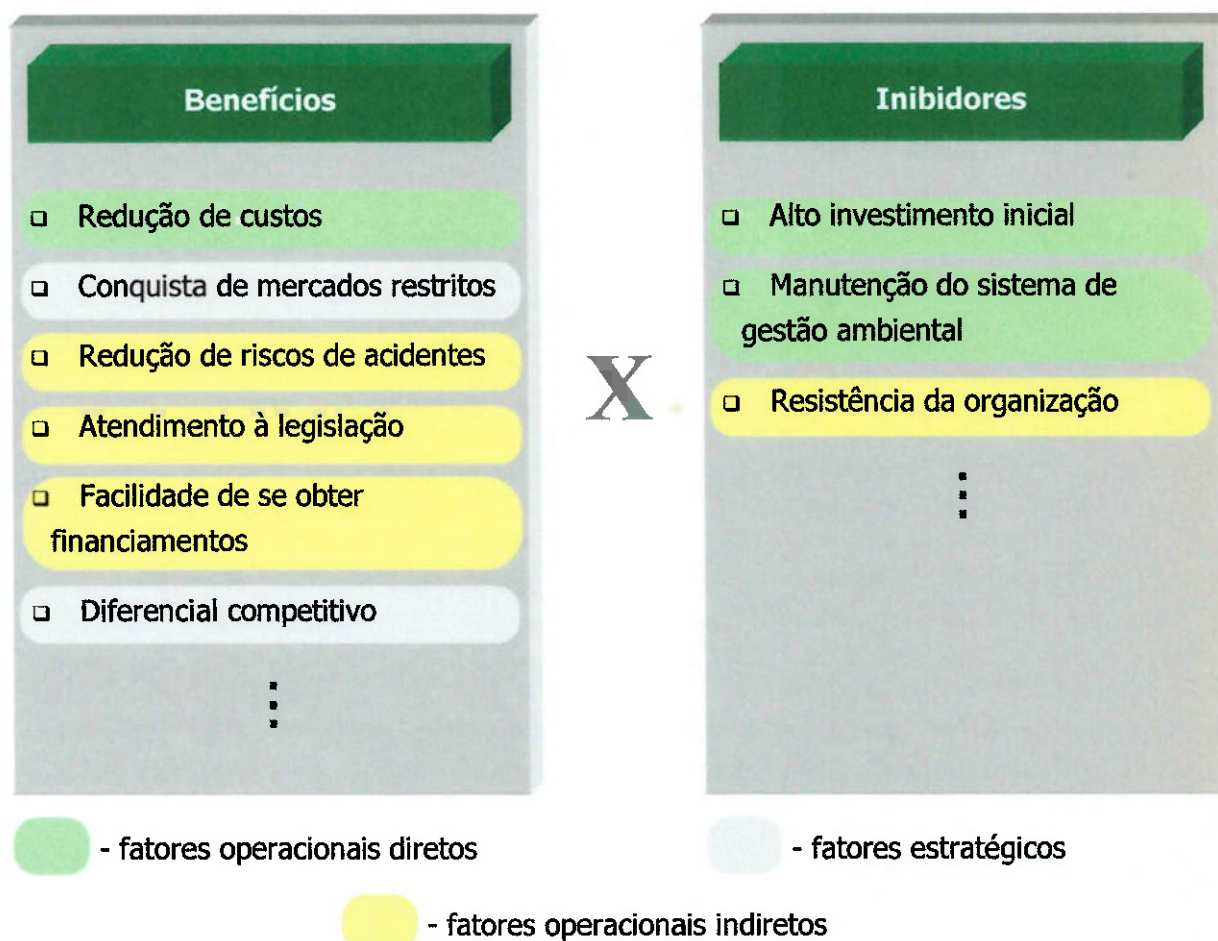 Benefícios
❑ Redução de custos
❑ Conquista de mercados restritos
❑ Redução de riscos de acidentes
❑ Atendimento à legislação
❑ Facilidade de se obter
financiamentos
❑ Diferencial competitivo
⋮
X
Inibidores
❑ Alto investimento inicial
❑ Manutenção do sistema de
gestão ambiental
❑ Resistência da organização
⋮
- fatores operacionais diretos
- fatores estratégicos
- fatores operacionais indiretos